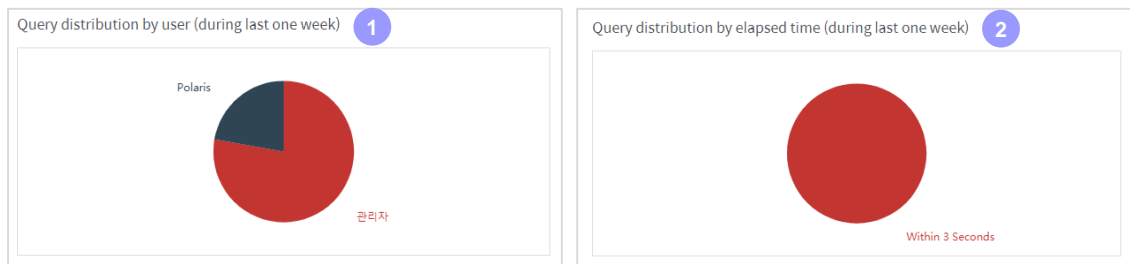 Query distribution by user (during last one week)
1
Polaris
관리자
Query distribution by elapsed time (during last one week)
2
Within 3 Seconds